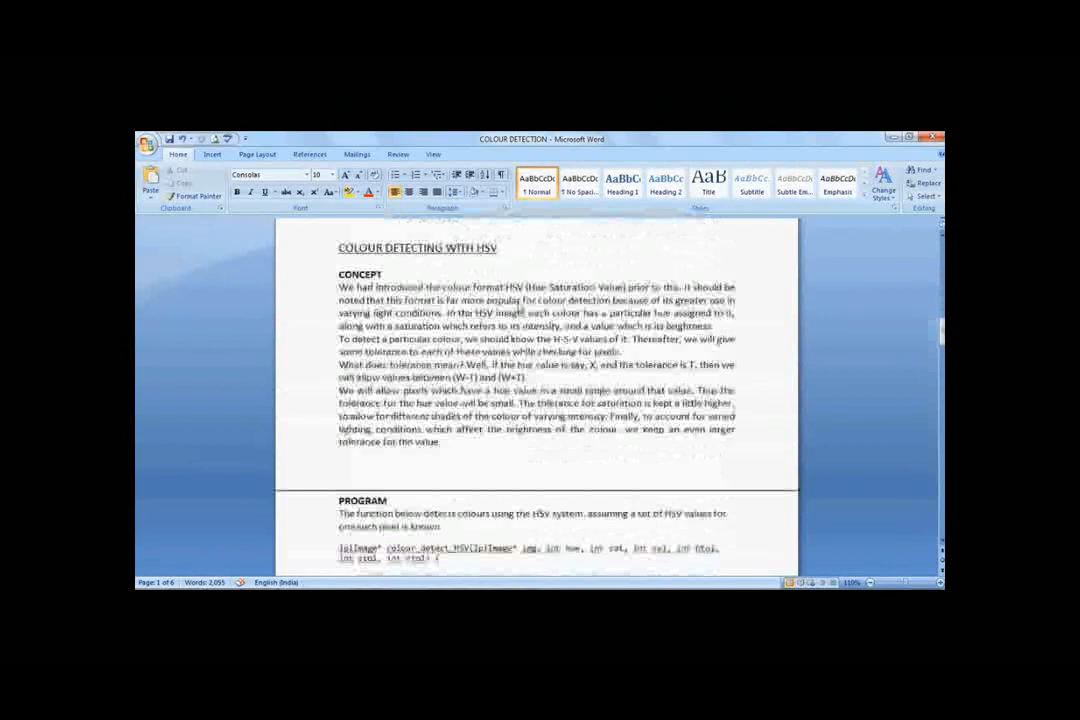 COLOUR DETECTION - Microsoft Word
Home Insert Page Layout References Mailings Review View
Cut
Copy
Paste
Format Painter
Clipboard
Consolas 10
Font
Paragraph
AaBbCcDc AaBbCcDc AaBbC AaBbCc AaB AaBbCc. AaBbCcDc AaBbCcDc
¶ Normal ¶ No Spaci... Heading 1 Heading 2 Title Subtitle Subtle Em... Emphasis
Change
Styles
Styles
Find
Replace
Select
Editing
COLOUR DETECTING WITH HSV
CONCEPT
We had introduced the colour format HSV (Hue Saturation Value) prior to this. It should be
noted that this format is far more popular for colour detection because of its greater use in
varying light conditions. In the HSV image, each colour has a particular hue assigned to it,
along with a saturation which refers to its intensity, and a value which is its brightness.
To detect a particular colour, we should know the H-S-V values of it. Thereafter, we will give
some tolerance to each of these values while checking for pixels.
What does tolerance mean? Well, if the hue value is say, X, and the tolerance is T, then we
will allow values between (W-T) and (W+T)
We will allow pixels which have a hue value in a small range around that value. Thus the
tolerance for the hue value will be small. The tolerance for saturation is kept a little higher,
to allow for different shades of the colour of varying intensity. Finally, to account for varied
lighting conditions which affect the brightness of the colour, we keep an even larger
tolerance for the value.
PROGRAM
The function below detects colours using the HSV system, assuming a set of HSV values for
one such pixel is known
IplImage* colour_detect_HSV(IplImage* img, int hue, int sat, int val, int htol,
int stol, int vtol) {
Page: 1 of 6 Words: 2,055 English (India) 110%